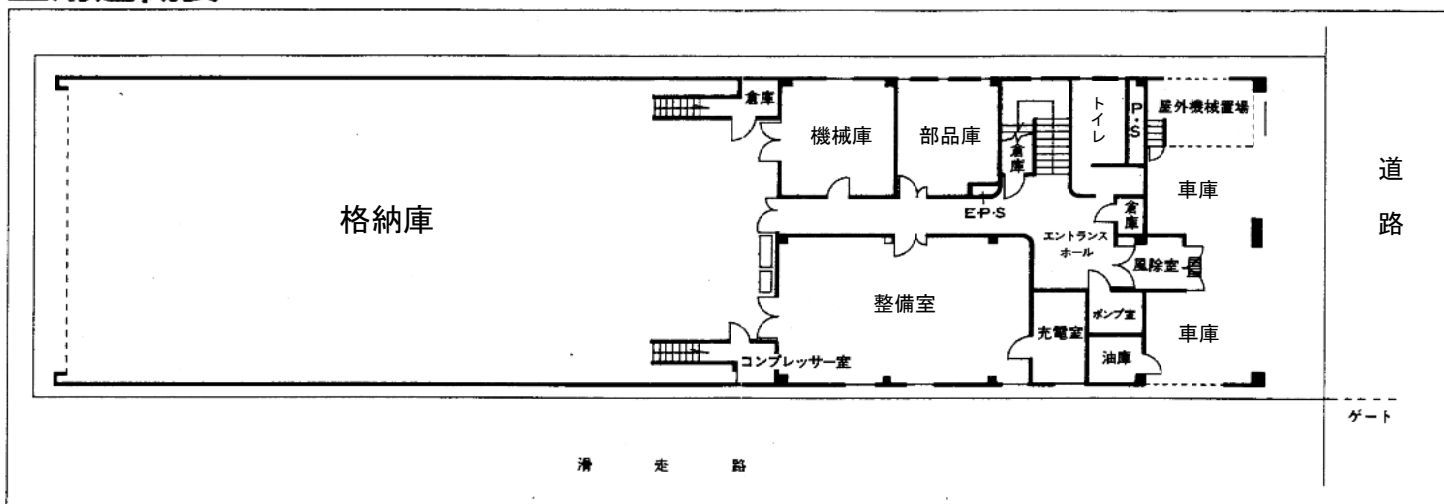 倉庫
機械庫
部品庫
倉庫
トイレ
P・S
屋外機械置場
道路
車庫
格納庫
E・P・S
倉庫
エントランス
ホール
風除室
整備室
ポンプ室
充電室
車庫
コンプレッサー室
油庫
ゲート
滑走路